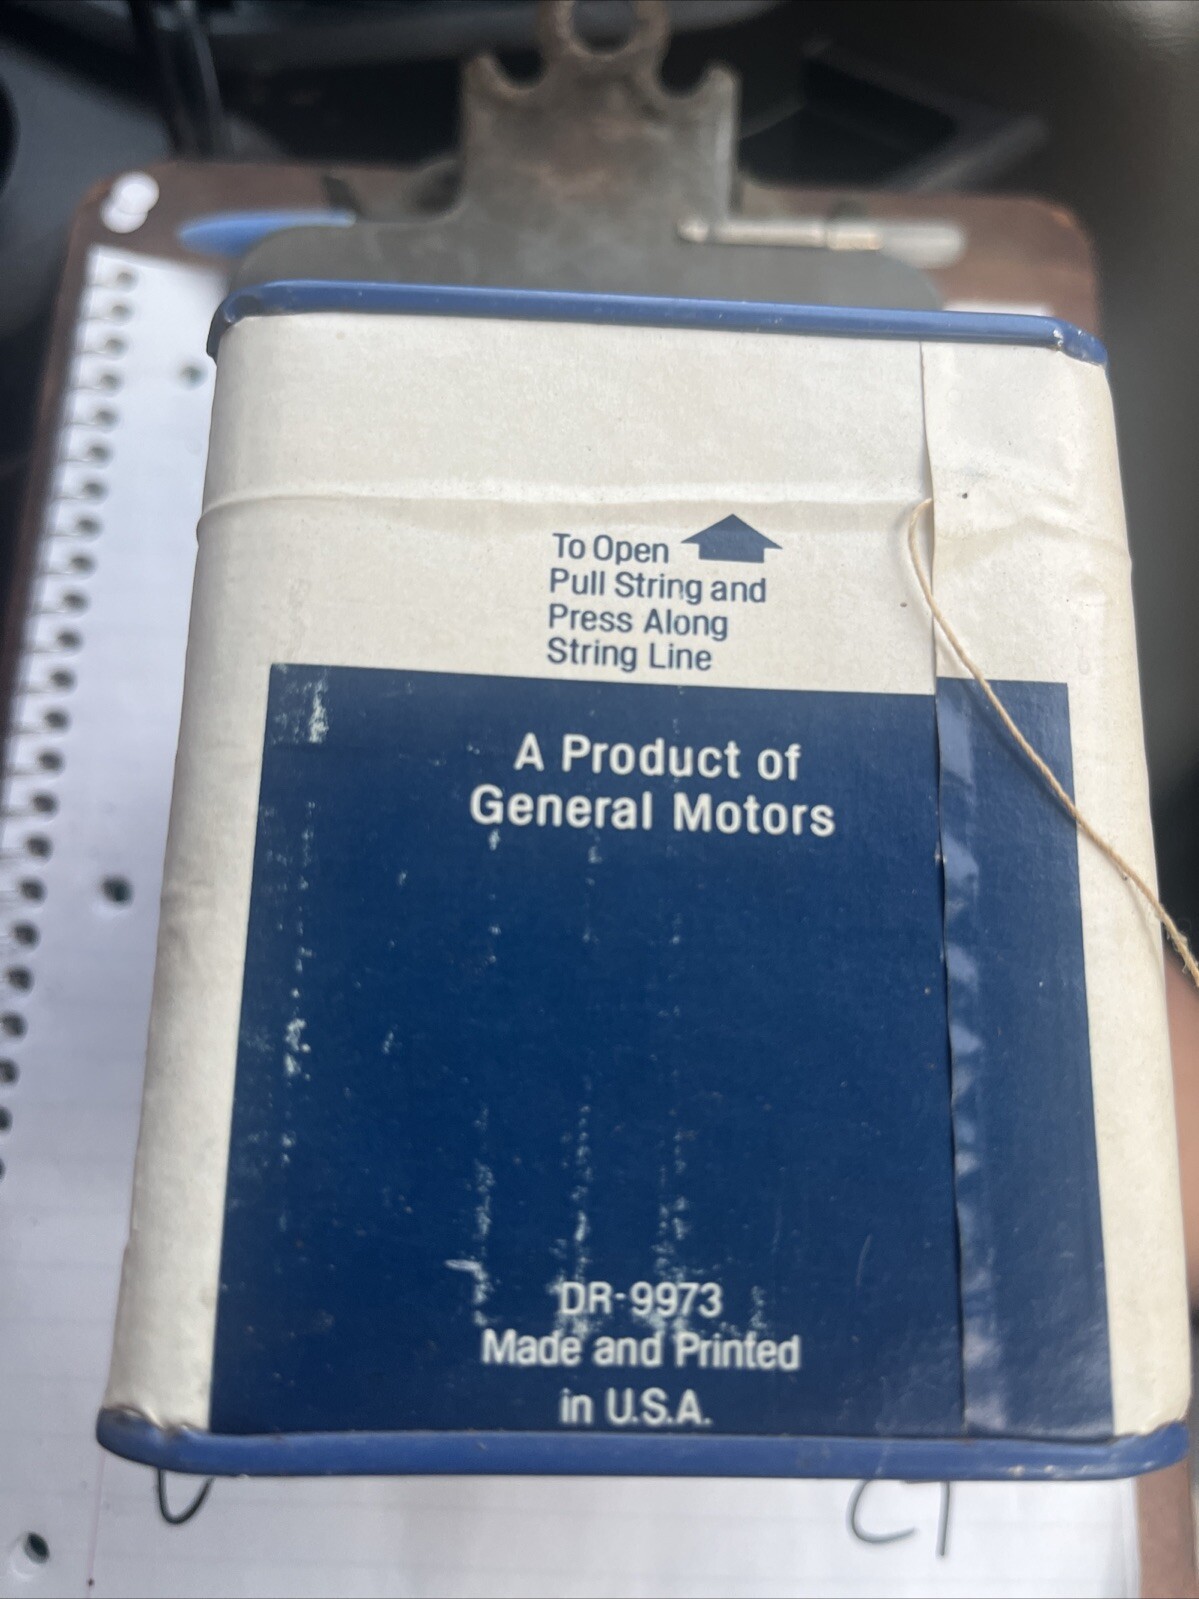 To Open
Pull String and
Press Along
String Line
A Product of
General Motors
DR-9973
Made and Printed
in U.S.A.